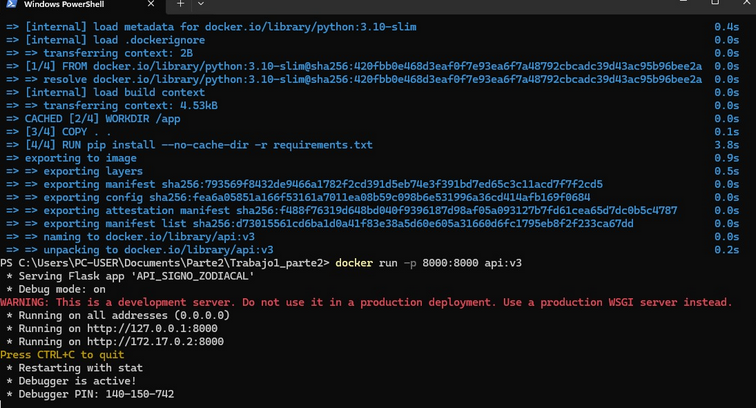 Windows PowerShell
=> [internal] load metadata for docker.io/library/python:3.10-slim 0.4s
=> [internal] load .dockerignore 0.0s
=> => transferring context: 2B 0.0s
=> [1/4] FROM docker.io/library/python:3.10-slim@sha256:420fbb0e468d3eaf0f7e93ea6f7a48792cbcadc39d43ac95b96bee2a 0.0s
=> => resolve docker.io/library/python:3.10-slim@sha256:420fbb0e468d3eaf0f7e93ea6f7a48792cbcadc39d43ac95b96bee2a 0.0s
=> [internal] load build context 0.0s
=> => transferring context: 4.53kB 0.0s
=> CACHED [2/4] WORKDIR /app 0.0s
=> [3/4] COPY . . 0.1s
=> [4/4] RUN pip install --no-cache-dir -r requirements.txt 3.8s
=> exporting to image 0.9s
=> => exporting layers 0.5s
=> => exporting manifest sha256:793569f8432de9466a1782f2cd391d5eb74e3f391bd7ed65c3c11acd7f7f2cd5 0.0s
=> => exporting config sha256:fea6a05851a166f53161a7011ea08b59c098b6e531996a36cd414afb169f0684 0.0s
=> => exporting attestation manifest sha256:f488f76319d648bd040f9396187d98af05a093127b7fd61cea65d7dc0b5c4787 0.0s
=> => exporting manifest list sha256:d73015561cd6ba1d0a41f83e38a5d60e605a31660d6fc1795eb8f2f233ca67dd 0.0s
=> => naming to docker.io/library/api:v3 0.0s
=> => unpacking to docker.io/library/api:v3 0.2s
PS C:\Users\PC-USER\Documents\Parte2\Trabajo1_parte2> docker run -p 8000:8000 api:v3
* Serving Flask app 'API_SIGNO_ZODIACAL'
* Debug mode: on
WARNING: This is a development server. Do not use it in a production deployment. Use a production WSGI server instead.
* Running on all addresses (0.0.0.0)
* Running on http://127.0.0.1:8000
* Running on http://172.17.0.2:8000
Press CTRL+C to quit
* Restarting with stat
* Debugger is active!
* Debugger PIN: 140-150-742